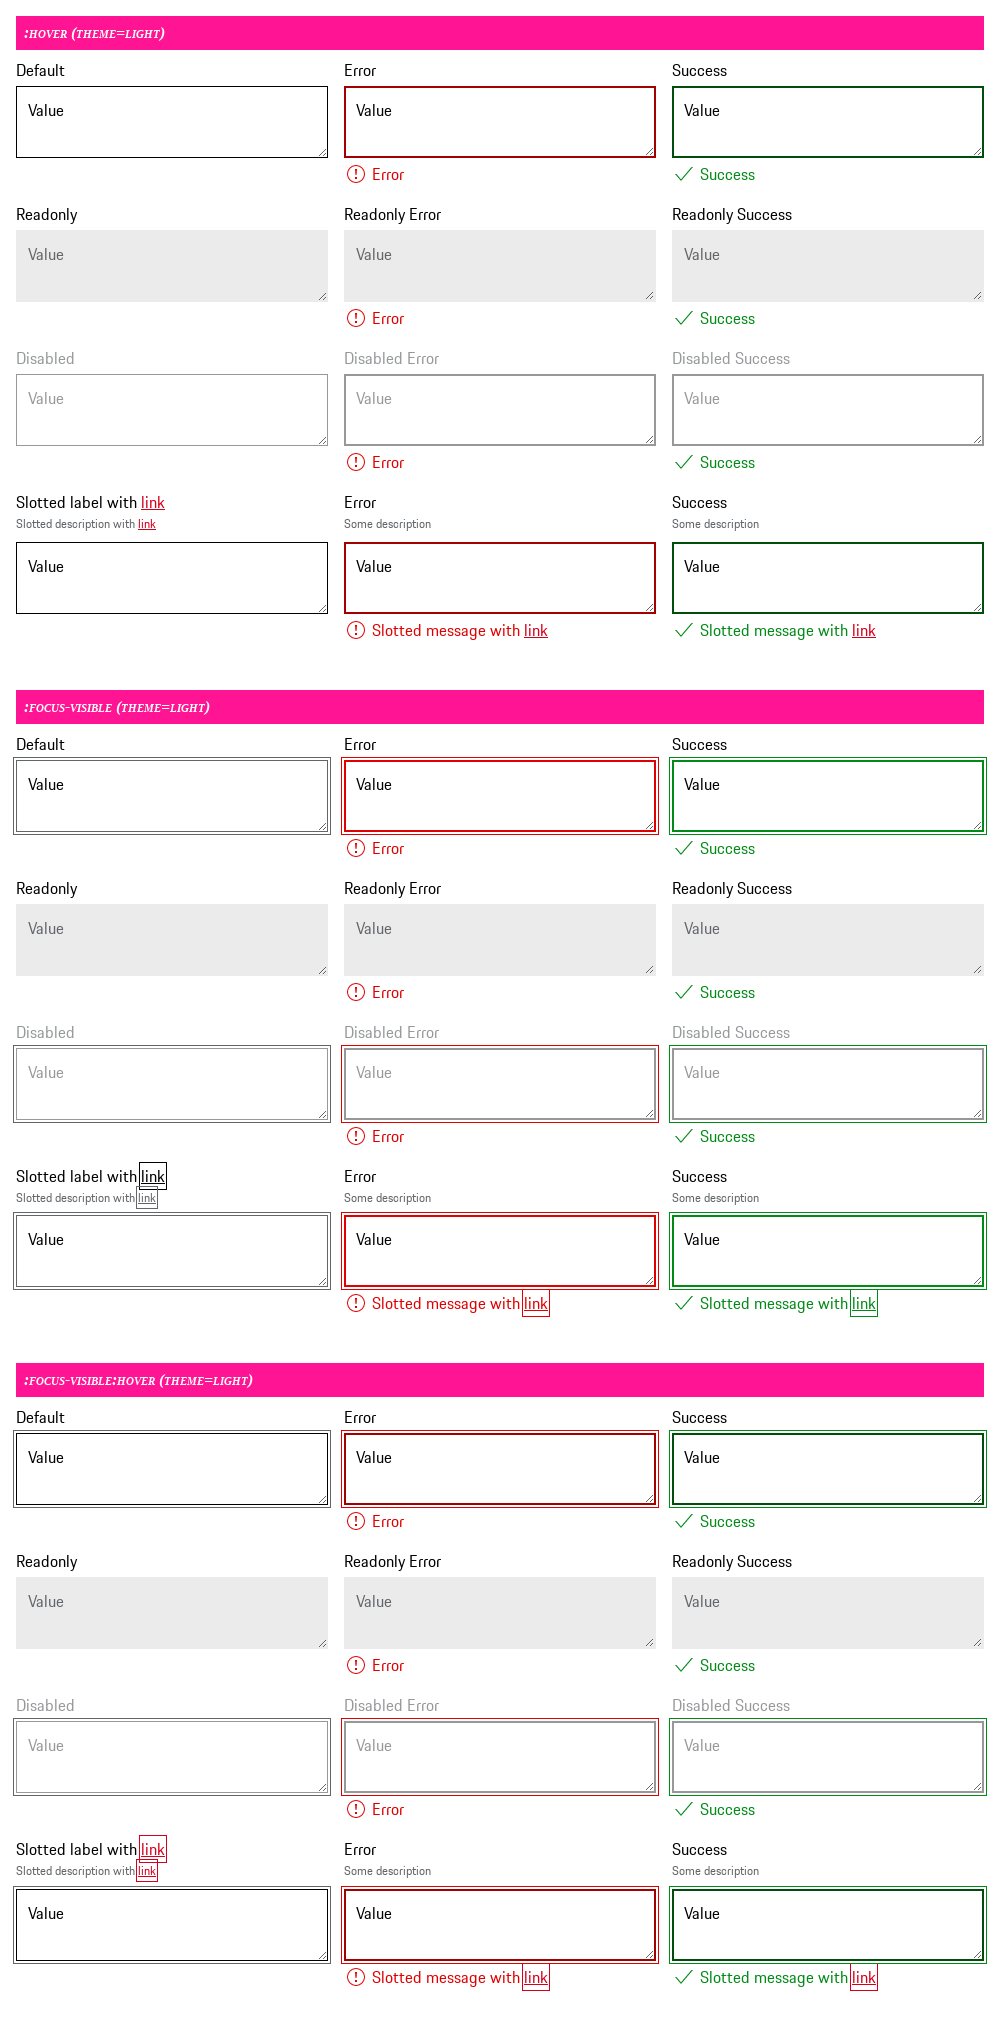 :HOVER (THEME=LIGHT)
Default Error Success
Value Value Value
Error Success
Readonly Readonly Error Readonly Success
Value Value Value
Error Success
Disabled Disabled Error Disabled Success
Value Value Value
Error Success
Slotted label with link Error Success
Slotted description with link Some description Some description
Value Value Value
Slotted message with link Slotted message with link
:FOCUS-VISIBLE (THEME=LIGHT)
Default Error Success
Value Value Value
Error Success
Readonly Readonly Error Readonly Success
Value Value Value
Error Success
Disabled Disabled Error Disabled Success
Value Value Value
Error Success
Slotted label with link Error Success
Slotted description with link Some description Some description
Value Value Value
Slotted message with link Slotted message with link
:FOCUS-VISIBLE:HOVER (THEME=LIGHT)
Default Error Success
Value Value Value
Error Success
Readonly Readonly Error Readonly Success
Value Value Value
Error Success
Disabled Disabled Error Disabled Success
Value Value Value
Error Success
Slotted label with link Error Success
Slotted description with link Some description Some description
Value Value Value
Slotted message with link Slotted message with link